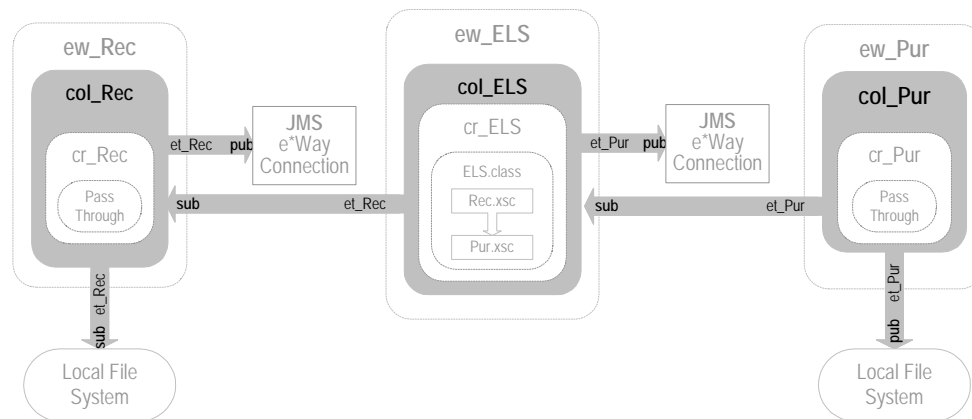 ew_Rec
col_Rec
cr_Rec
Pass
Through
et_Rec pub
JMS
e*Way
Connection
sub et_Rec
et_Rec
sub
Local File
System
ew_ELS
col_ELS
cr_ELS
ELS.class
Rec.xsc
Pur.xsc
et_Pur pub
JMS
e*Way
Connection
sub et_Pur
ew_Pur
col_Pur
cr_Pur
Pass
Through
et_Pur
pub
Local File
System